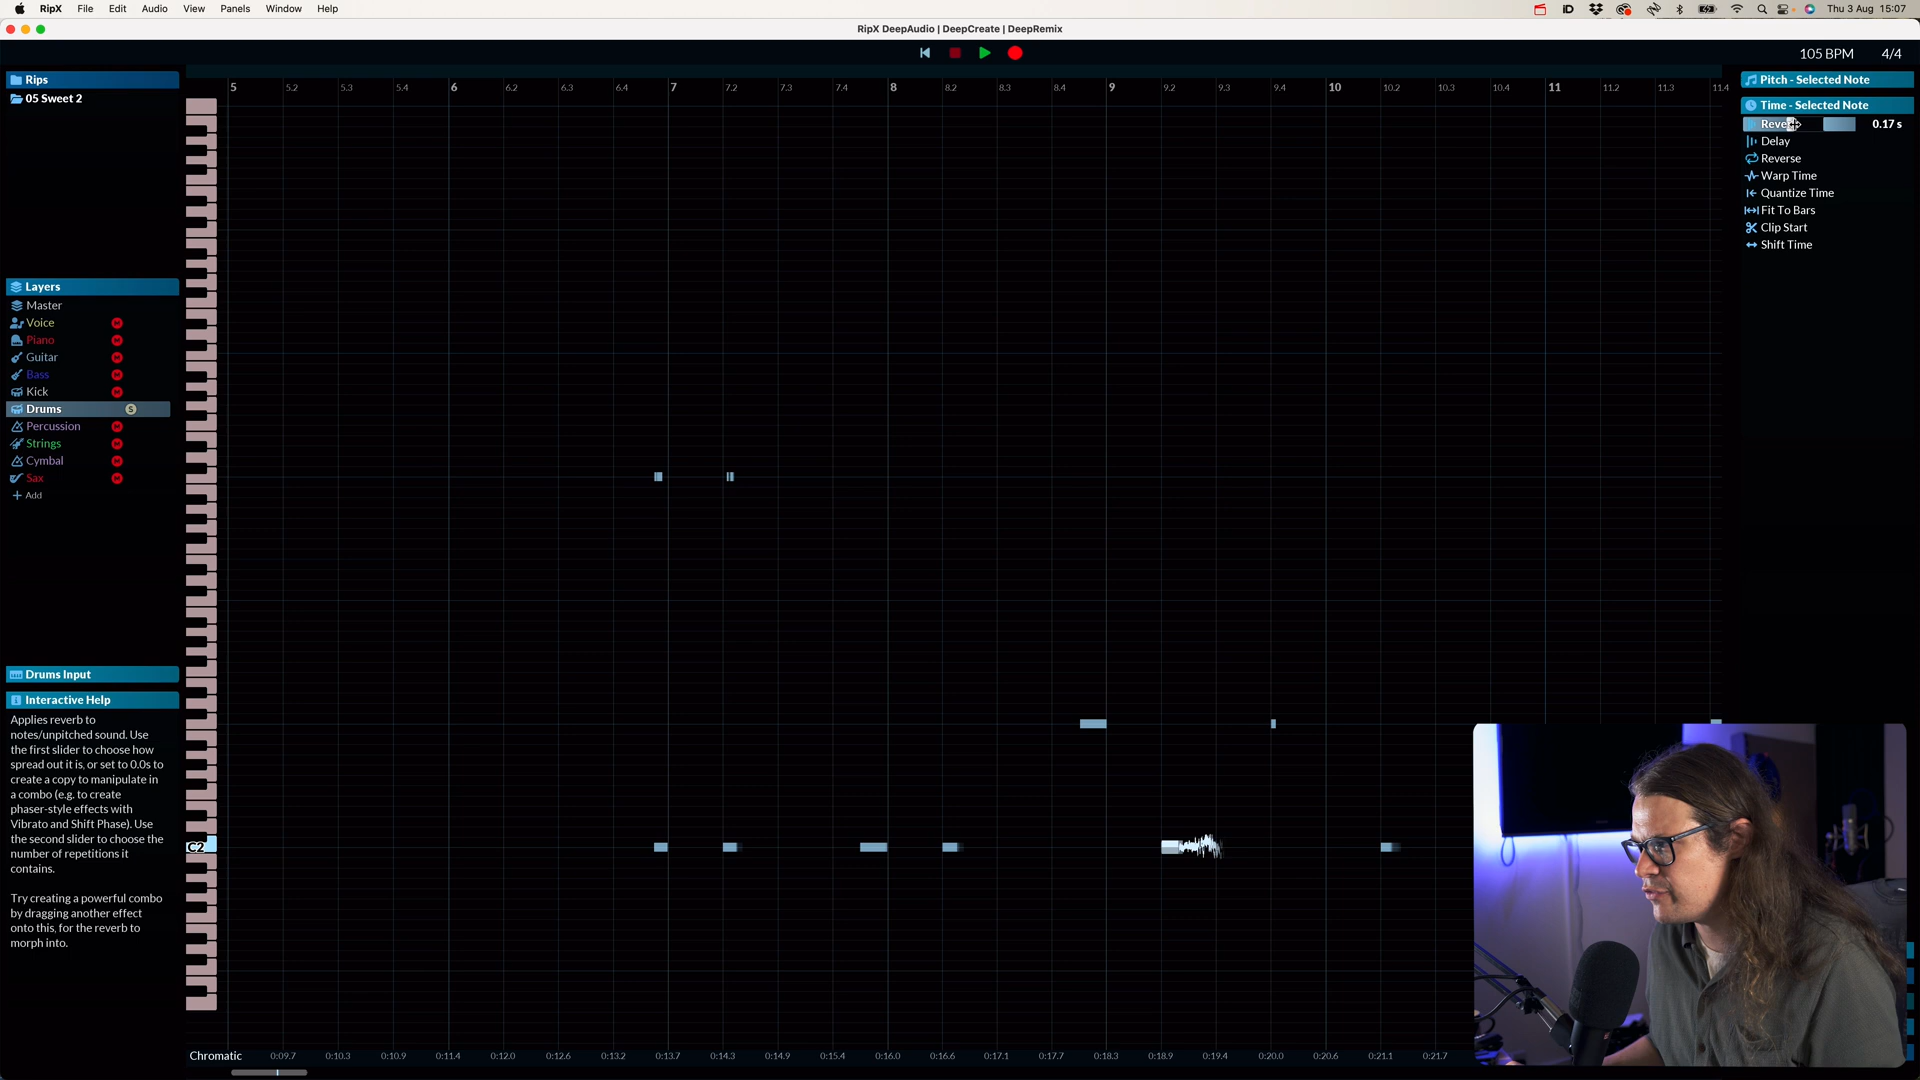 RipX File Edit Audio View Panels Window Help
iD
Thu 3 Aug 15:07
RipX DeepAudio | DeepCreate | DeepRemix
105 BPM 4/4
Rips
05 Sweet 2
5 5.2 5.3 5.4 6 6.2 6.3 6.4 7 7.2 7.3 7.4 8 8.2 8.3 8.4 9 9.2 9.3 9.4 10 10.2 10.3 10.4 11 11.2 11.3 11.4
Pitch - Selected Note
Time - Selected Note
0.17 s
Delay
Reverse
Warp Time
Quantize Time
Fit To Bars
Clip Start
Shift Time
Layers
Master
Voice M
Piano M
Guitar M
Bass M
Kick M
Drums S
Percussion M
Strings M
Cymbal M
Sax M
Add
C2
Drums Input
Interactive Help
Applies reverb to
notes/unpitched sound. Use
the first slider to choose how
spread out it is, or set to 0.0s to
create a copy to manipulate in
a combo (e.g. to create
phaser-style effects with
Vibrato and Shift Phase). Use
the second slider to choose the
number of repetitions it
contains.
Try creating a powerful combo
by dragging another effect
onto this, for the reverb to
morph into.
Chromatic 0:09.7 0:10.3 0:10.9 0:11.4 0:12.0 0:12.6 0:13.2 0:13.7 0:14.3 0:14.9 0:15.4 0:16.0 0:16.6 0:17.1 0:17.7 0:18.3 0:18.9 0:19.4 0:20.0 0:20.6 0:21.1 0:21.7